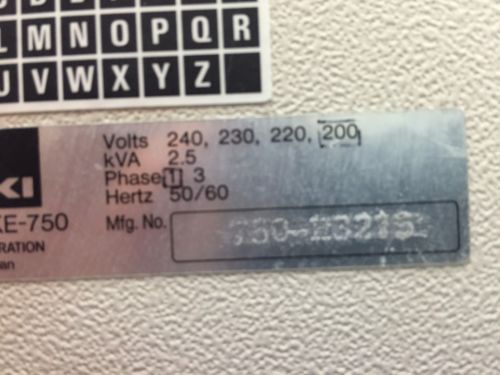 L M N O P Q R
U V W X Y Z
KI
KE-750
RATION
an
Volts 240, 230, 220, 200
kVA 2.5
Phase 1 3
Hertz 50/60
Mfg. No.